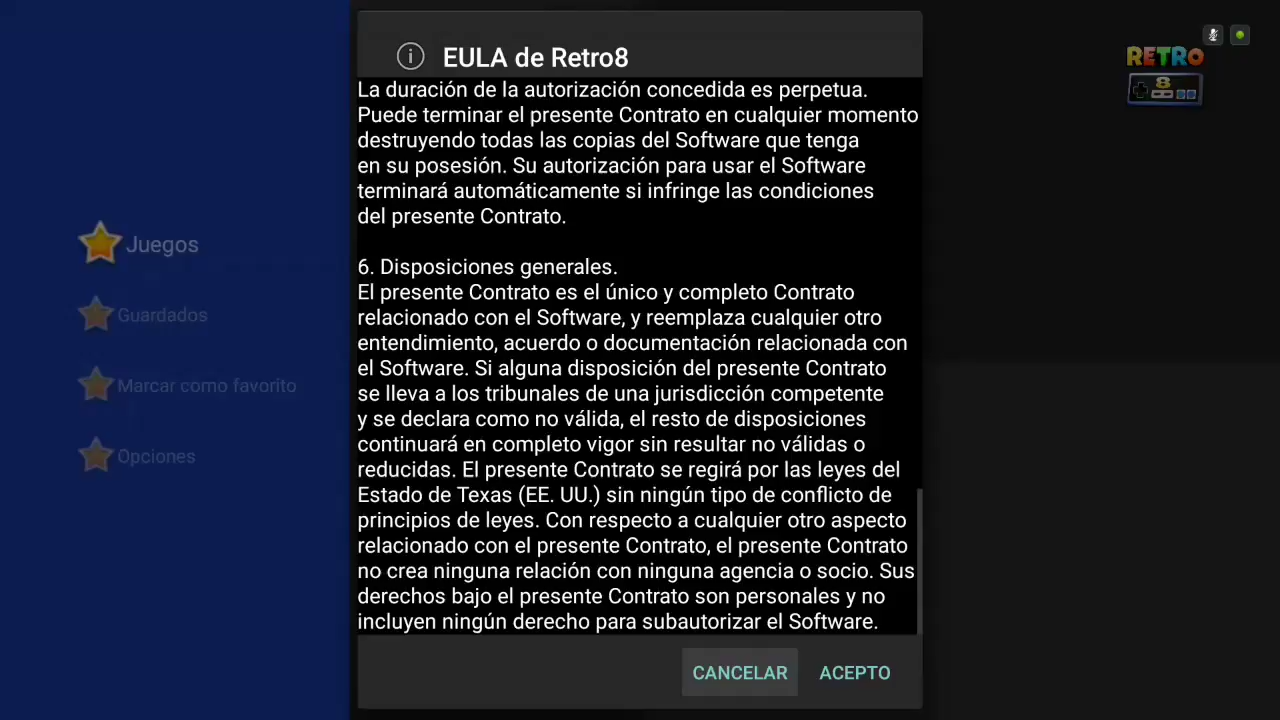 EULA de Retro8
RETRO
8
La duración de la autorización concedida es perpetua.
Puede terminar el presente Contrato en cualquier momento
destruyendo todas las copias del Software que tenga
en su posesión. Su autorización para usar el Software
terminará automáticamente si infringe las condiciones
del presente Contrato.
6. Disposiciones generales.
El presente Contrato es el único y completo Contrato
relacionado con el Software, y reemplaza cualquier otro
entendimiento, acuerdo o documentación relacionada con
el Software. Si alguna disposición del presente Contrato
se lleva a los tribunales de una jurisdicción competente
y se declara como no válida, el resto de disposiciones
continuará en completo vigor sin resultar no válidas o
reducidas. El presente Contrato se regirá por las leyes del
Estado de Texas (EE. UU.) sin ningún tipo de conflicto de
principios de leyes. Con respecto a cualquier otro aspecto
relacionado con el presente Contrato, el presente Contrato
no crea ninguna relación con ninguna agencia o socio. Sus
derechos bajo el presente Contrato son personales y no
incluyen ningún derecho para subautorizar el Software.
Juegos
Guardados
Marcar como favorito
Opciones
CANCELAR
ACEPTO